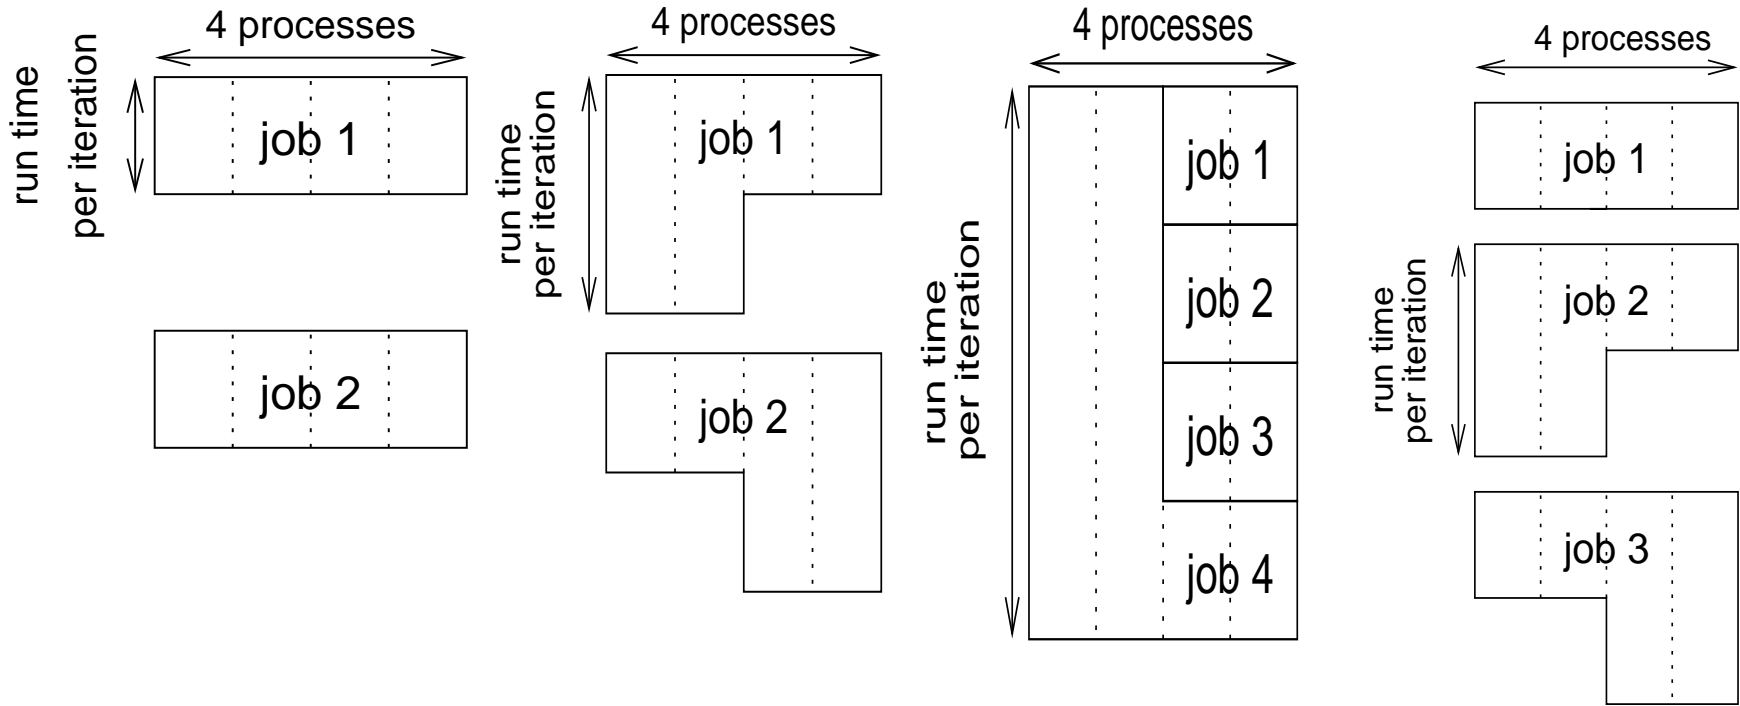 4 processes
run time
per iteration
job 1
job 2
4 processes
run time
per iteration
job 1
job 2
4 processes
run time
per iteration
job 1
job 2
job 3
job 4
4 processes
job 1
run time
per iteration
job 2
job 3